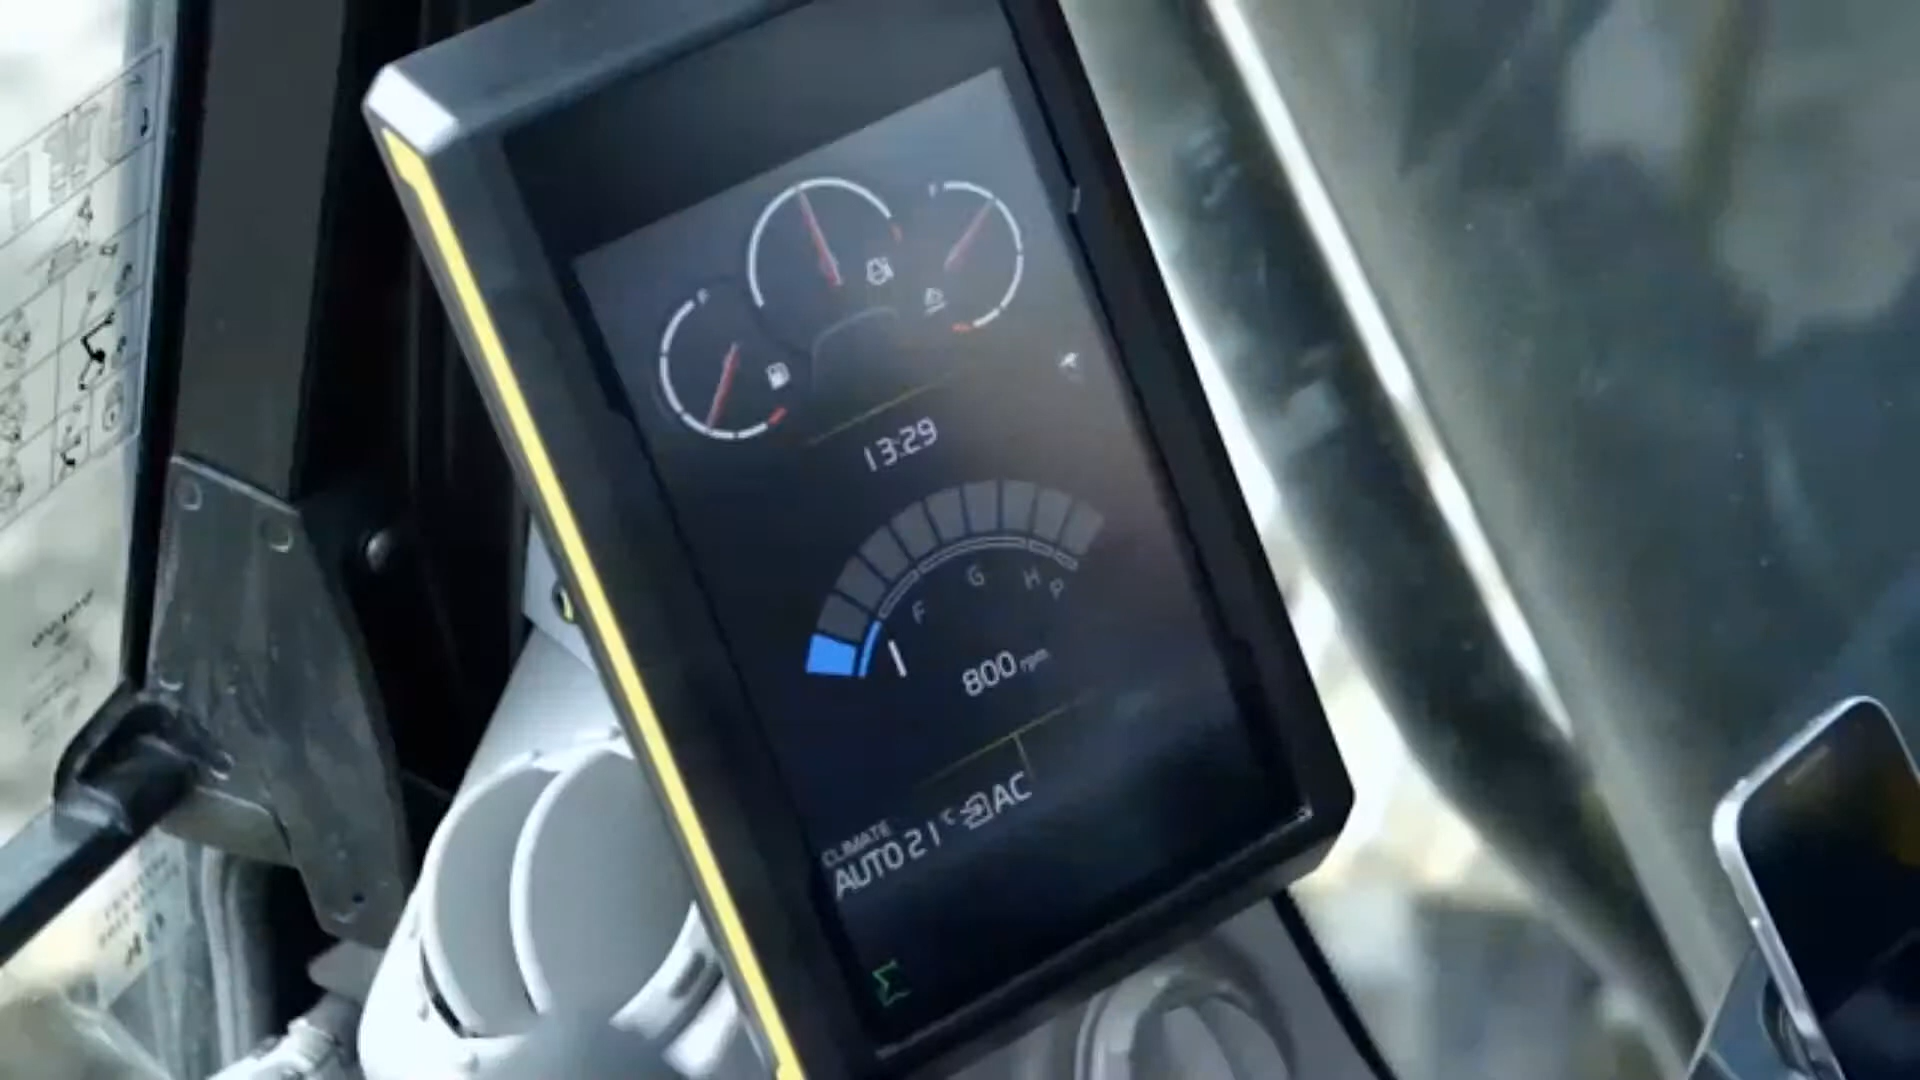 F
F
13:29
I F G H P
800 rpm
CLIMATE
AUTO 21 °C AC